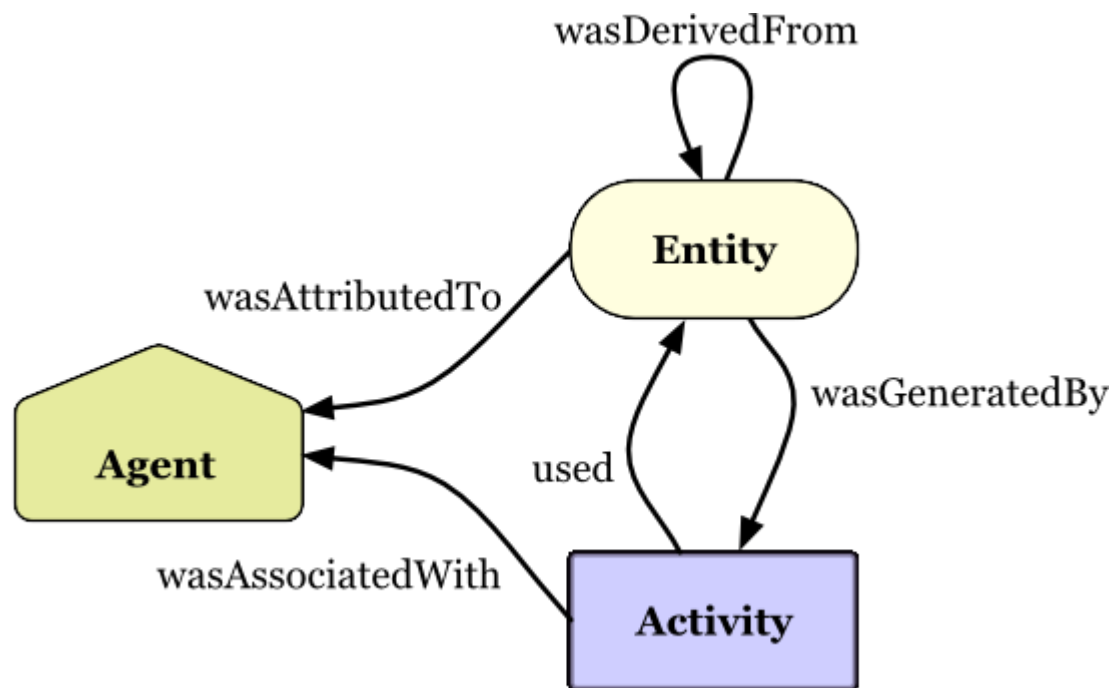 wasDerivedFrom
Entity
wasAttributedTo
wasGeneratedBy
Agent
used
wasAssociatedWith
Activity